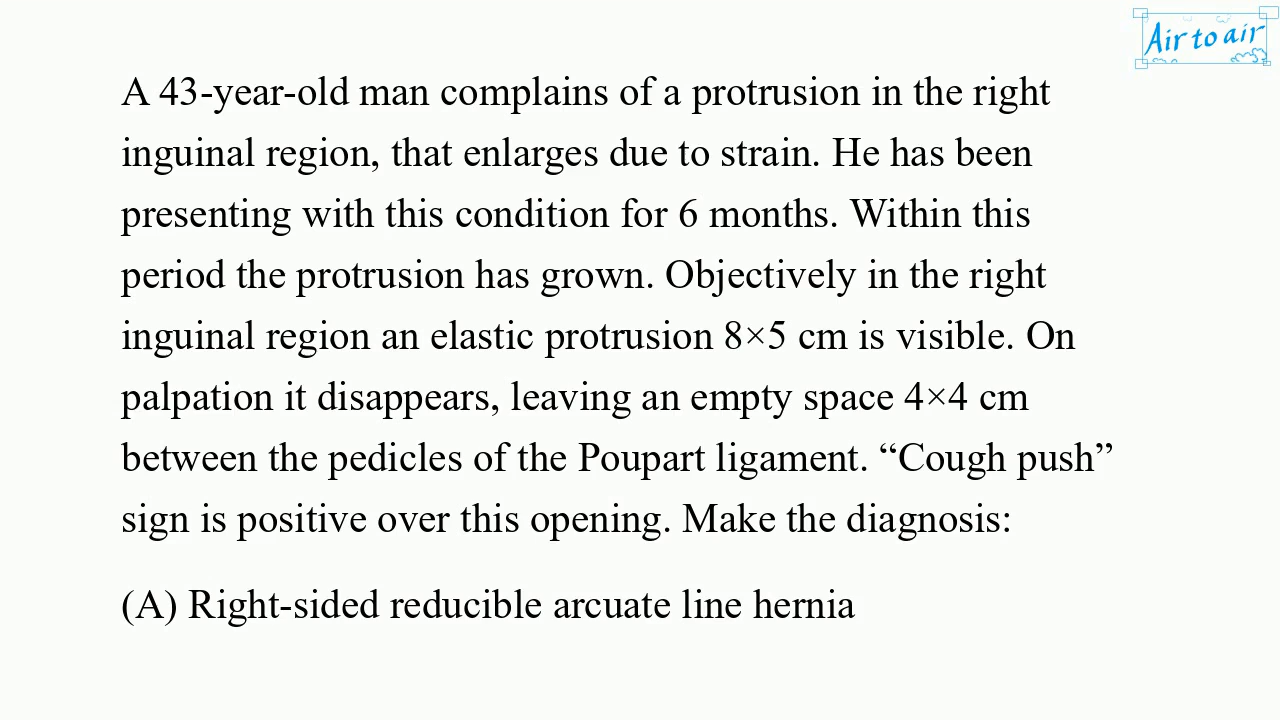 Air to air
A 43-year-old man complains of a protrusion in the right
inguinal region, that enlarges due to strain. He has been
presenting with this condition for 6 months. Within this
period the protrusion has grown. Objectively in the right
inguinal region an elastic protrusion 8×5 cm is visible. On
palpation it disappears, leaving an empty space 4×4 cm
between the pedicles of the Poupart ligament. “Cough push”
sign is positive over this opening. Make the diagnosis:
(A) Right-sided reducible arcuate line hernia